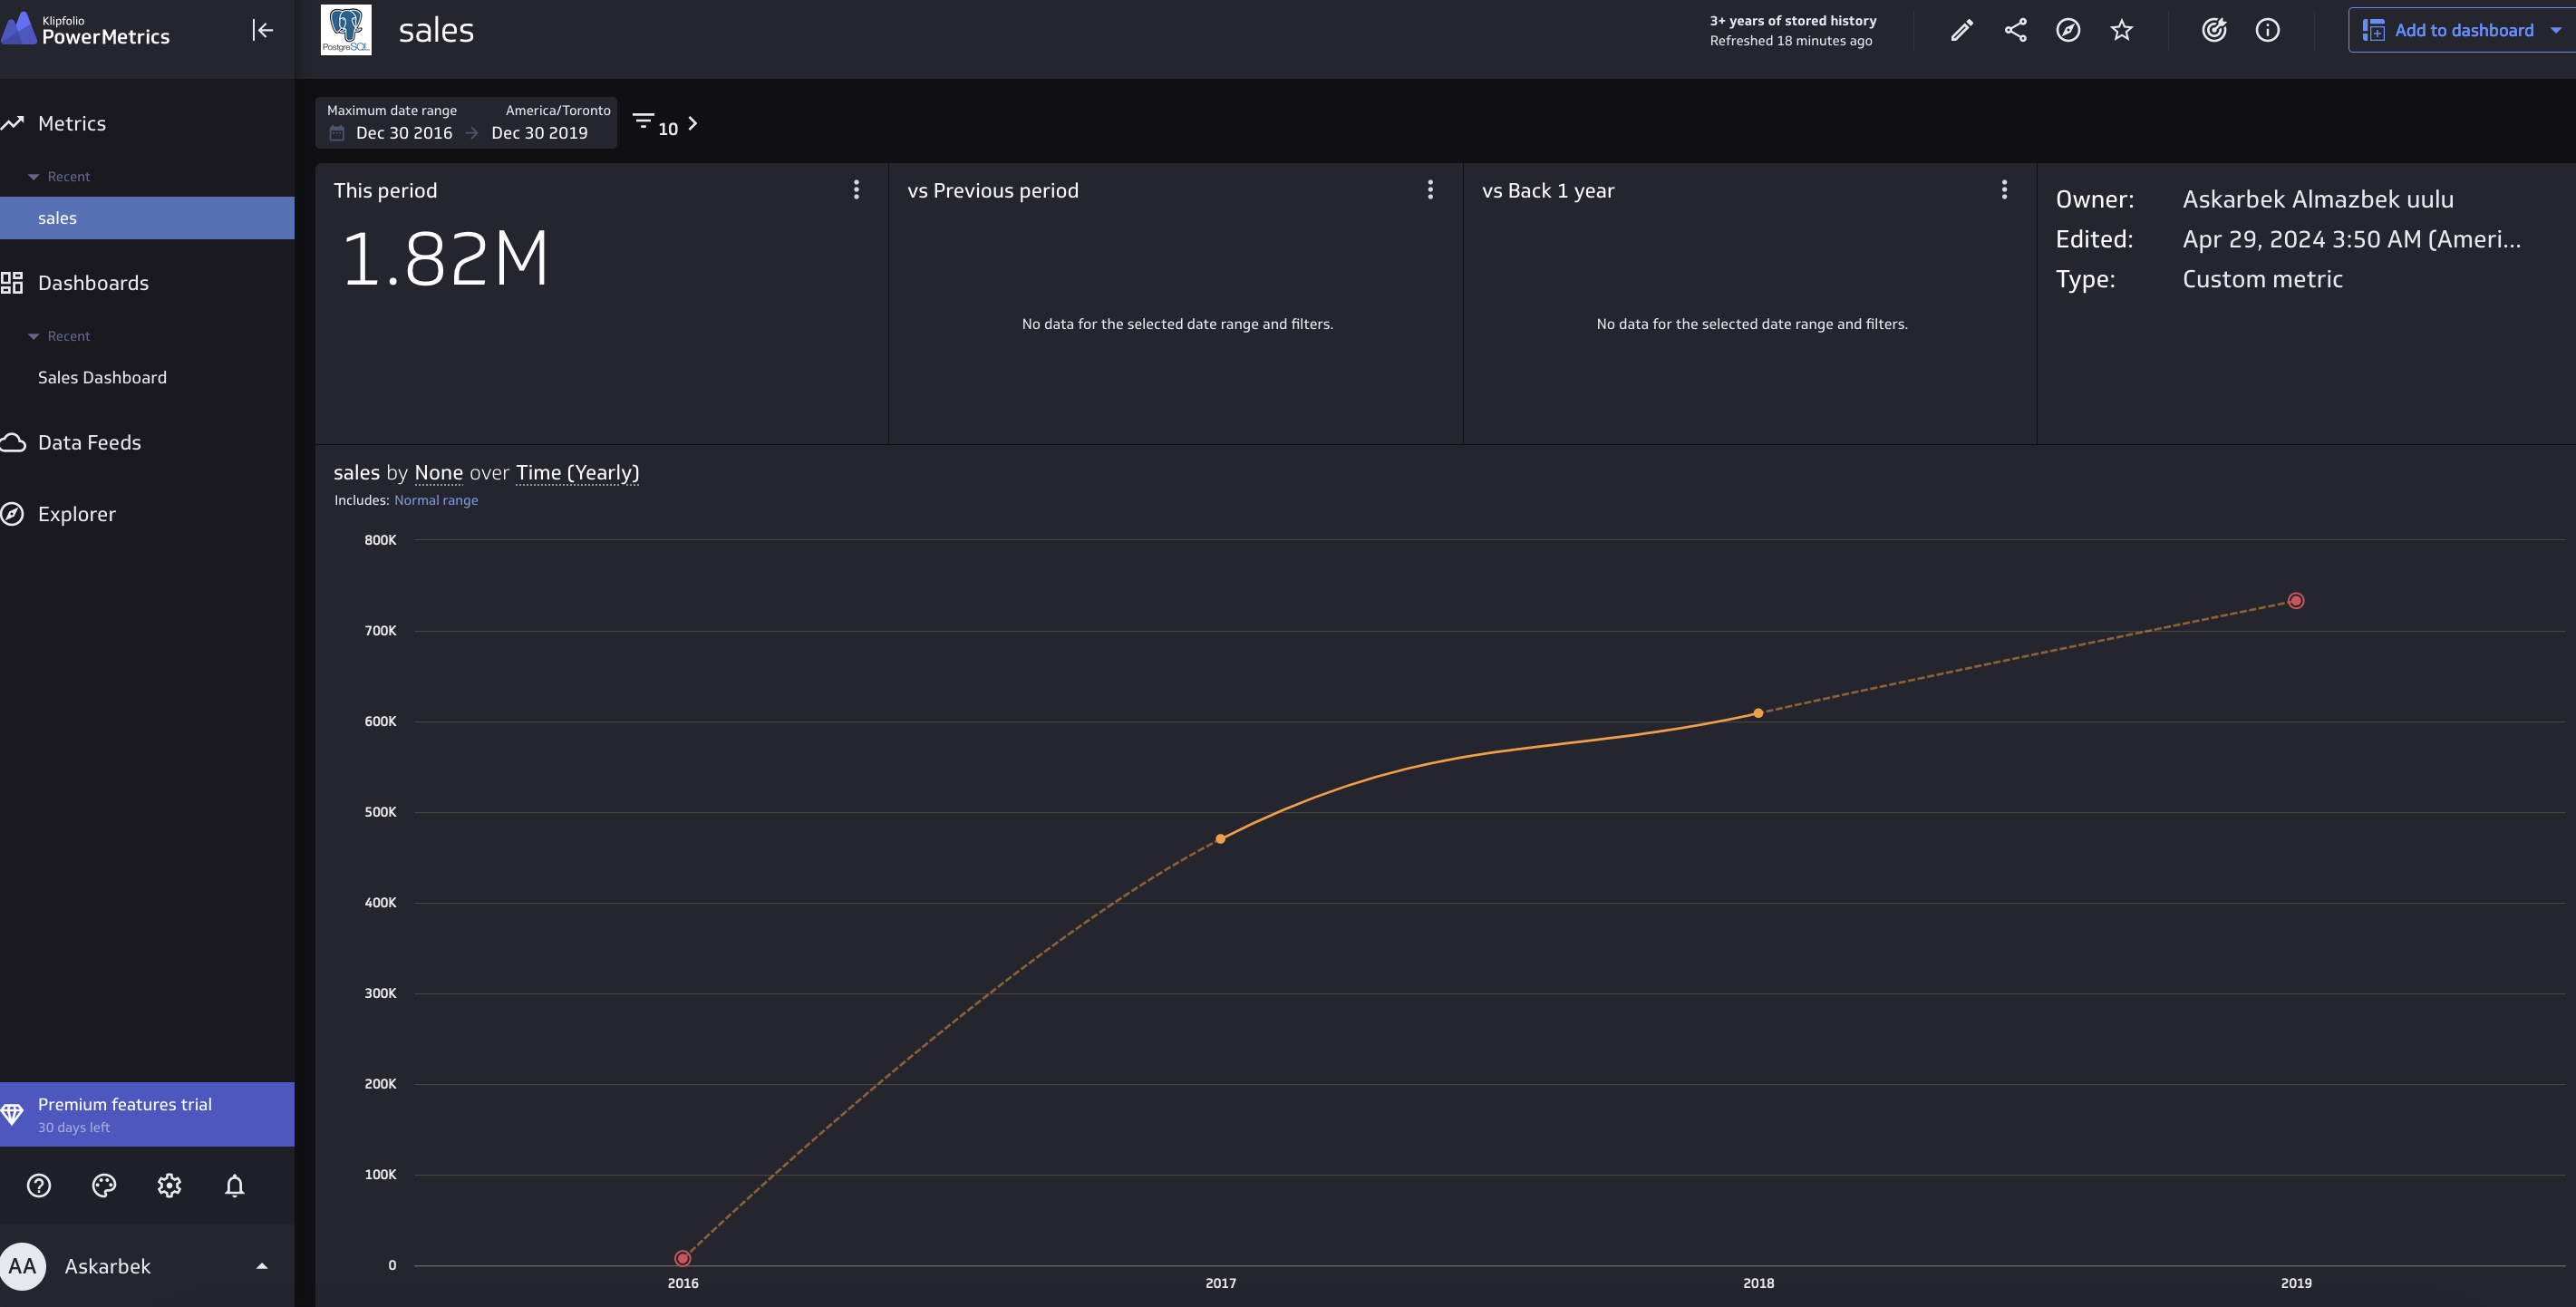 Klipfolio
PowerMetrics
PostgreSQL
sales
3+ years of stored history
Refreshed 18 minutes ago
Add to dashboard
Metrics
Recent
sales
Dashboards
Recent
Sales Dashboard
Data Feeds
Explorer
Premium features trial
30 days left
AA
Askarbek
Maximum date range America/Toronto
Dec 30 2016 → Dec 30 2019
10
This period
1.82M
vs Previous period
No data for the selected date range and filters.
vs Back 1 year
No data for the selected date range and filters.
Owner: Askarbek Almazbek uulu
Edited: Apr 29, 2024 3:50 AM (Ameri...
Type: Custom metric
sales by None over Time (Yearly)
Includes: Normal range
800K
700K
600K
500K
400K
300K
200K
100K
0
2016 2017 2018 2019